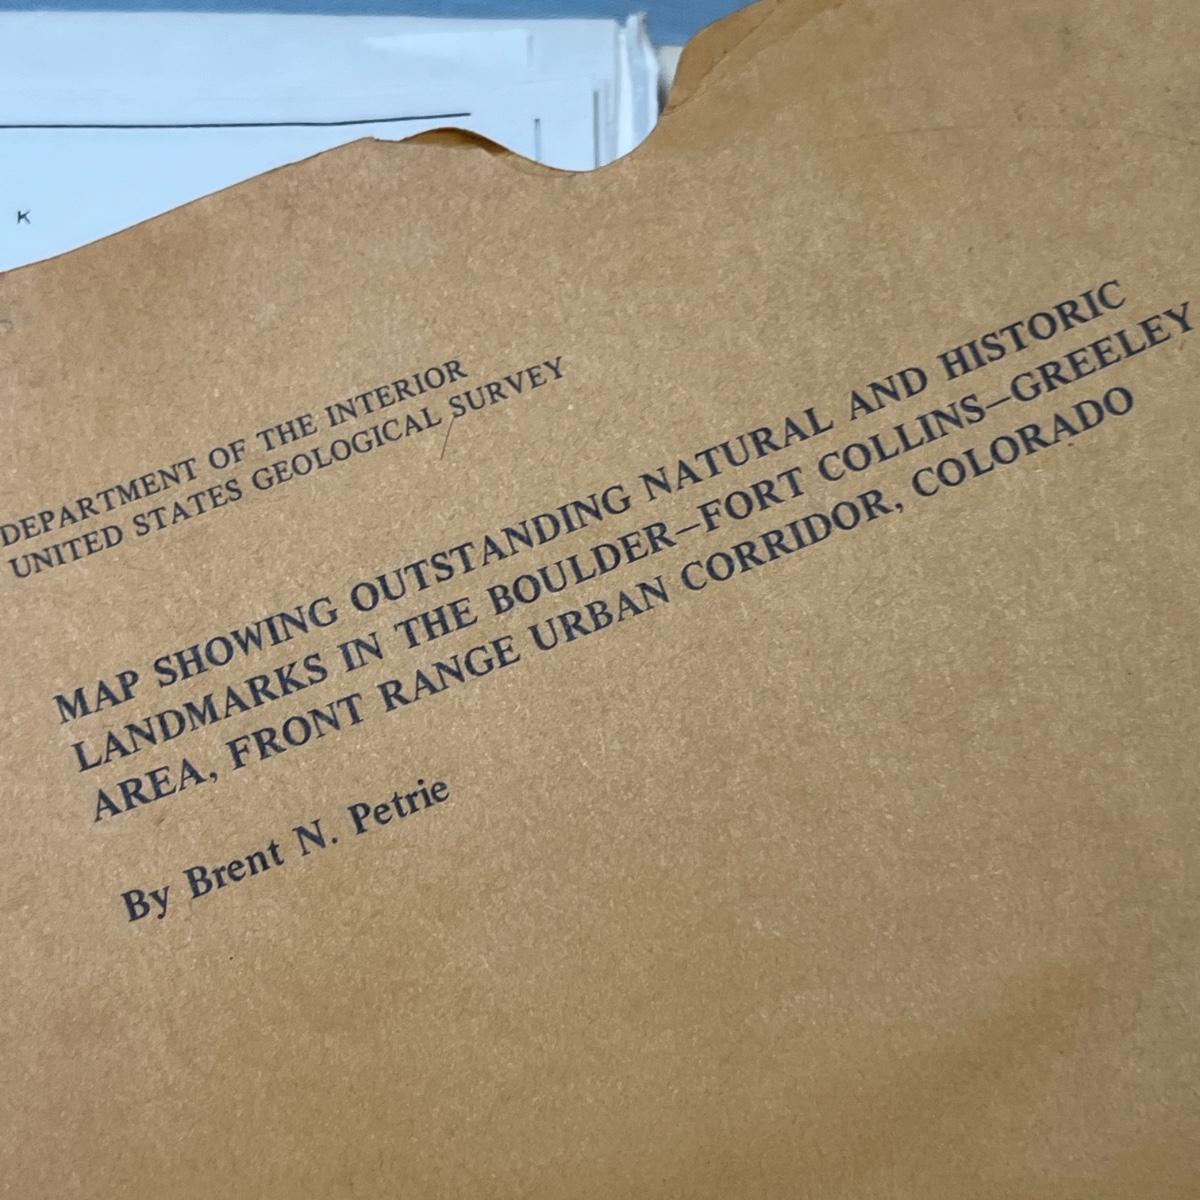 K
DEPARTMENT OF THE INTERIOR
UNITED STATES GEOLOGICAL SURVEY
MAP SHOWING OUTSTANDING NATURAL AND HISTORIC
LANDMARKS IN THE BOULDER–FORT COLLINS–GREELEY
AREA, FRONT RANGE URBAN CORRIDOR, COLORADO
By Brent N. Petrie